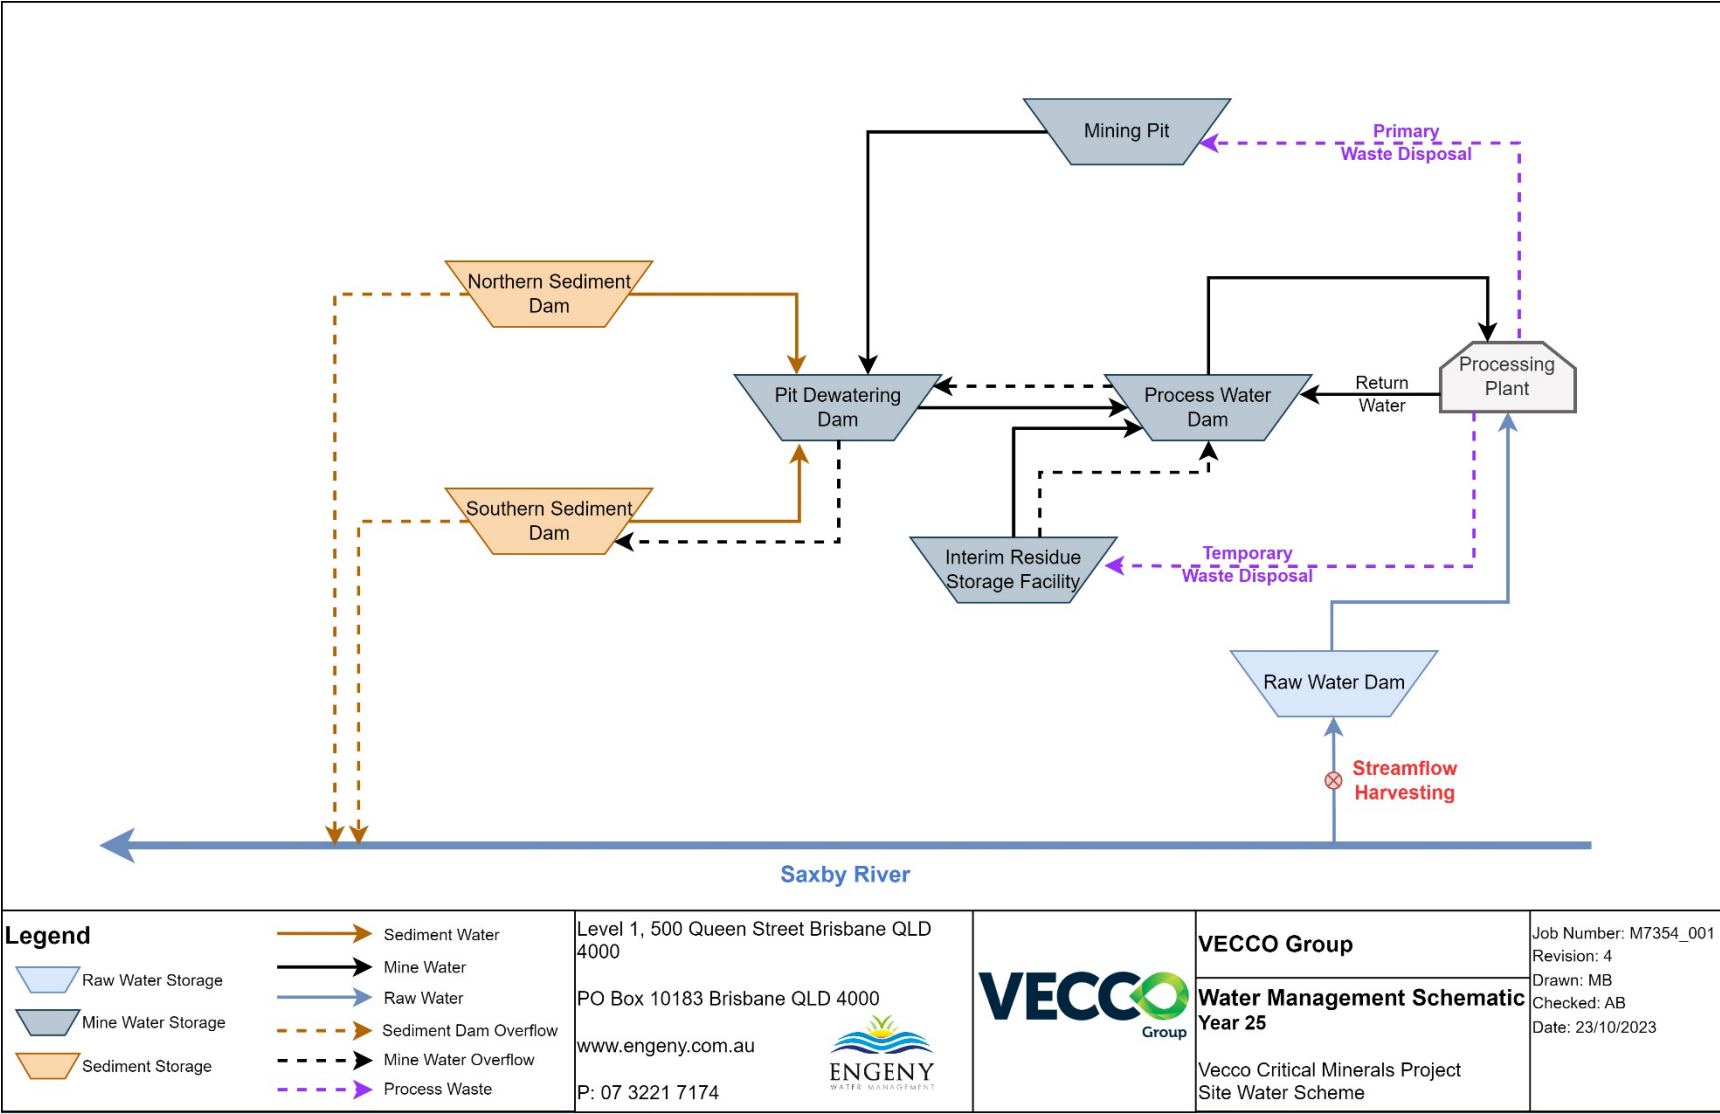 Mining Pit
Primary
Waste Disposal
Northern Sediment
Dam
Processing
Plant
Pit Dewatering
Dam
Process Water
Dam
Return
Water
Southern Sediment
Dam
Interim Residue
Storage Facility
Temporary
Waste Disposal
Raw Water Dam
Streamflow
Harvesting
Saxby River
Legend
Raw Water Storage
Mine Water Storage
Sediment Storage
Sediment Water
Mine Water
Raw Water
Sediment Dam Overflow
Mine Water Overflow
Process Waste
Level 1, 500 Queen Street Brisbane QLD
4000
PO Box 10183 Brisbane QLD 4000
www.engeny.com.au
P: 07 3221 7174
ENGENY
WATER MANAGEMENT
VECCO
Group
VECCO Group
Water Management Schematic
Year 25
Vecco Critical Minerals Project
Site Water Scheme
Job Number: M7354_001
Revision: 4
Drawn: MB
Checked: AB
Date: 23/10/2023